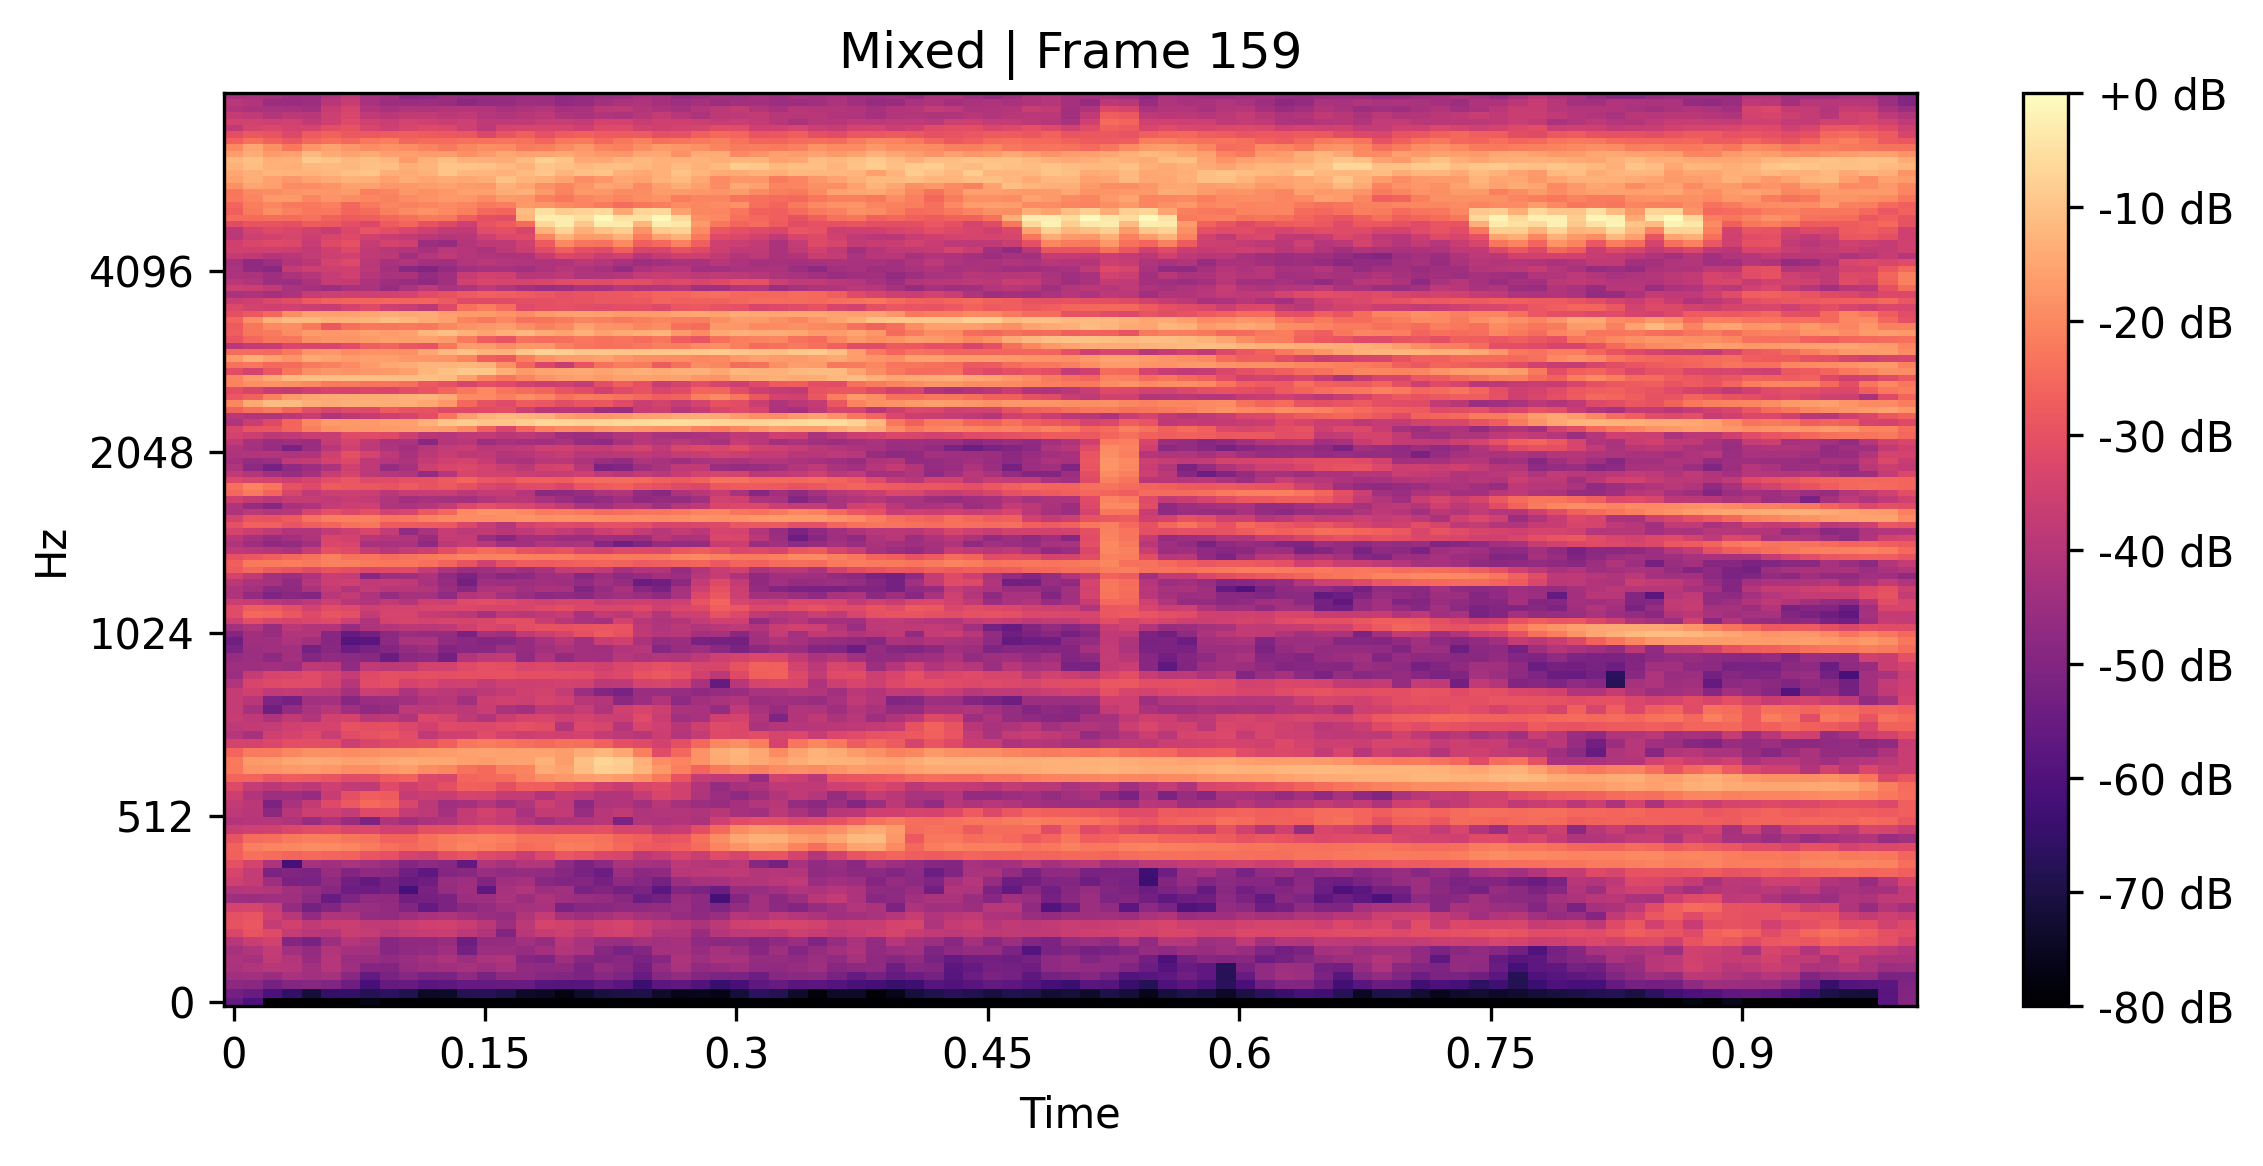 Mixed | Frame 159
+0 dB
-10 dB
-20 dB
-30 dB
-40 dB
-50 dB
-60 dB
-70 dB
-80 dB
Hz
4096
2048
1024
512
0
0
0.15
0.3
0.45
0.6
0.75
0.9
Time